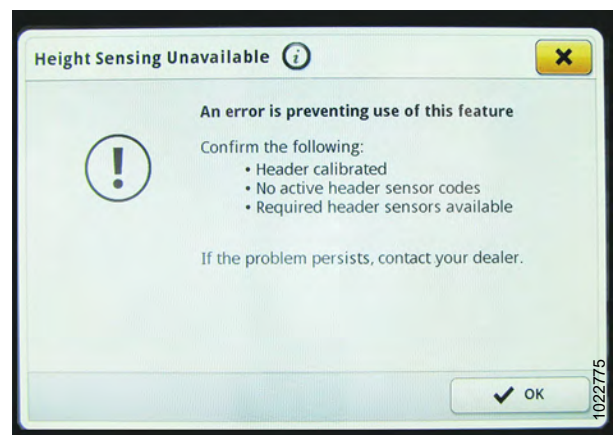 Height Sensing Unavailable i
An error is preventing use of this feature
!
Confirm the following:
• Header calibrated
• No active header sensor codes
• Required header sensors available
If the problem persists, contact your dealer.
OK
1022775